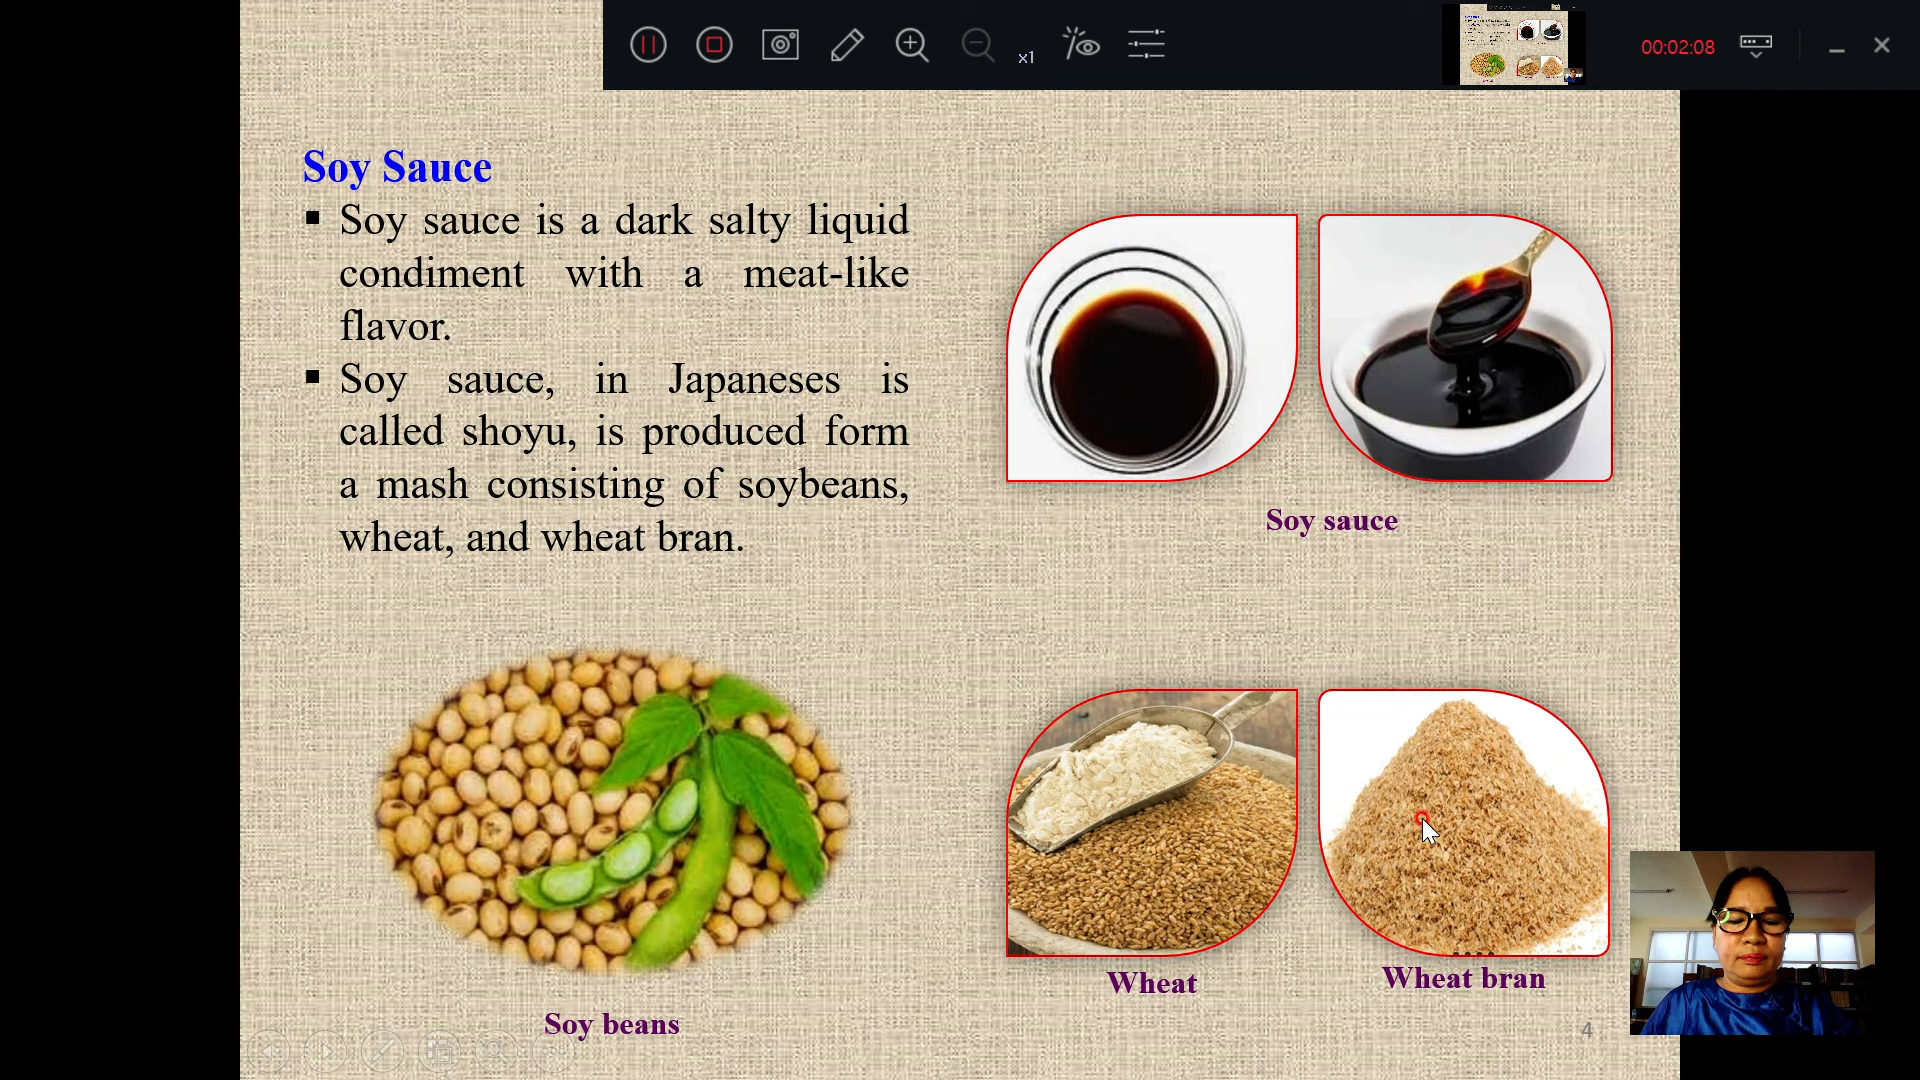 x1
00:02:08
Soy Sauce
▪ Soy sauce is a dark salty liquid
condiment with a meat-like
flavor.
▪ Soy sauce, in Japaneses is
called shoyu, is produced form
a mash consisting of soybeans,
wheat, and wheat bran.
Soy sauce
Wheat
Wheat bran
Soy beans
4